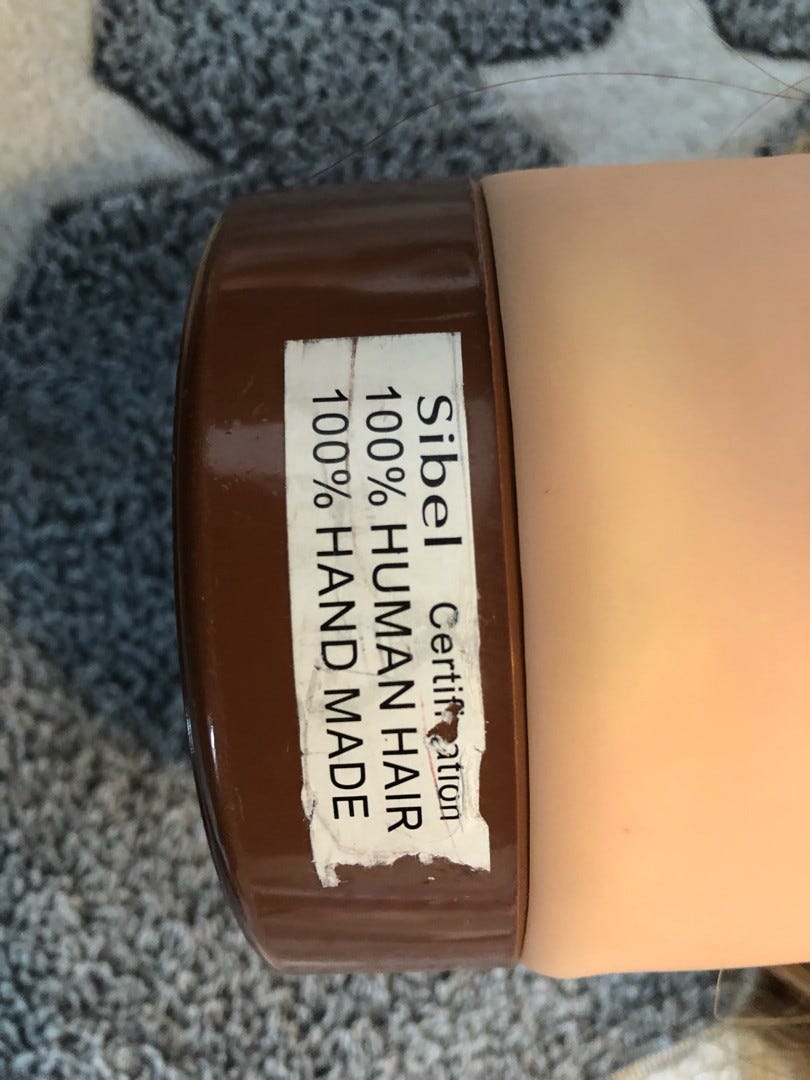 Sibel Certification
100% HUMAN HAIR
100% HAND MADE